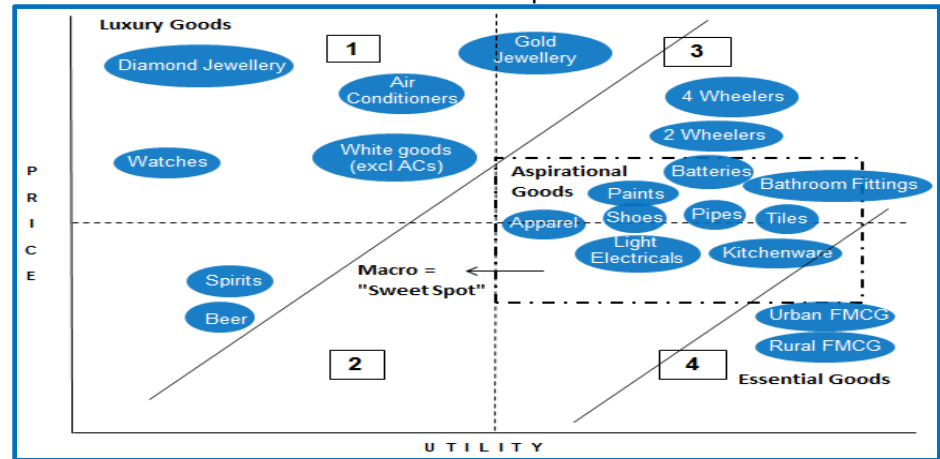 Luxury Goods
1
Gold
Jewellery
3
Diamond Jewellery
Air
Conditioners
4 Wheelers
2 Wheelers
Watches
White goods
(excl ACs)
Aspirational
Goods
Batteries
Bathroom Fittings
Paints
Apparel
Shoes
Pipes
Tiles
Light
Electricals
Kitchenware
Macro =
"Sweet Spot"
Spirits
Beer
Urban FMCG
Rural FMCG
2
4
Essential Goods
PRICE
UTILITY